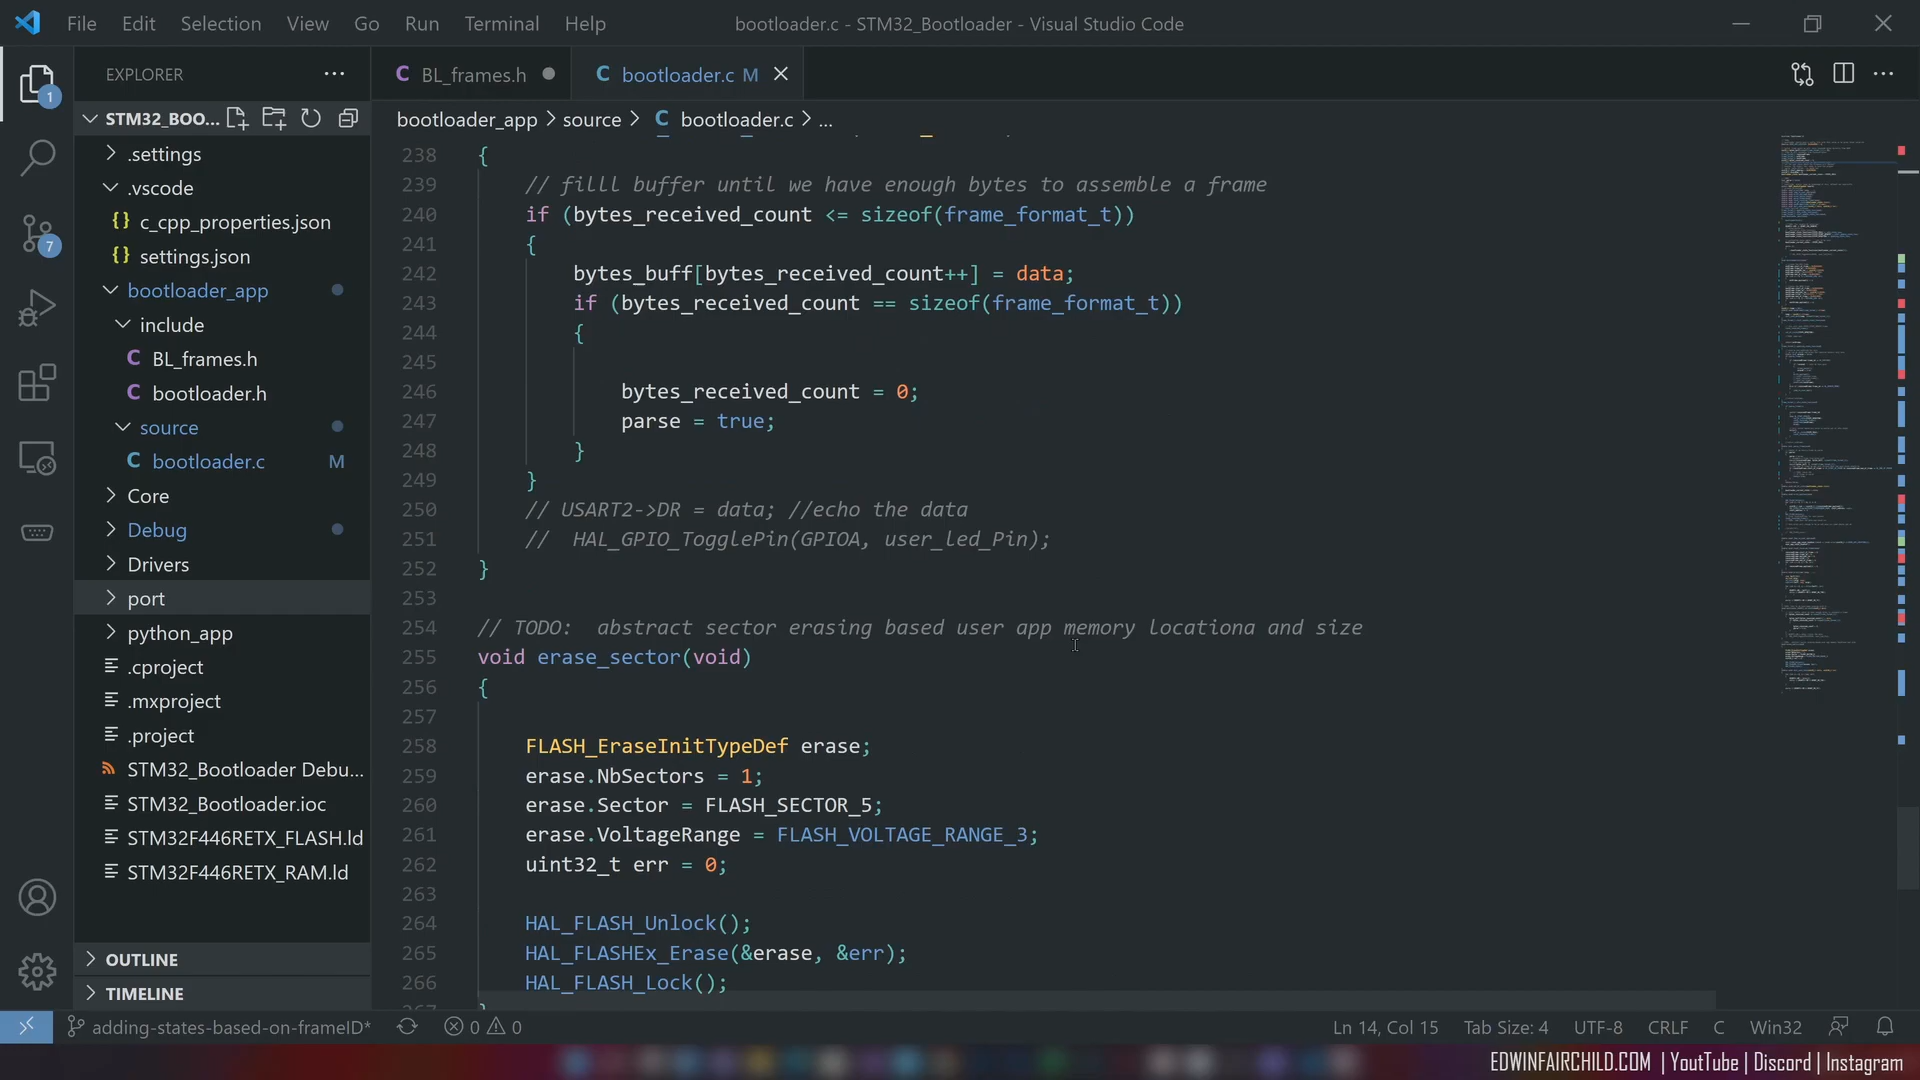 File Edit Selection View Go Run Terminal Help bootloader.c - STM32_Bootloader - Visual Studio Code
EXPLORER
BL_frames.h
bootloader.c M
STM32_BOO...
bootloader_app > source > C bootloader.c > ...
.settings
.vscode
c_cpp_properties.json
settings.json
bootloader_app
include
C BL_frames.h
C bootloader.h
source
C bootloader.c M
Core
Debug
Drivers
port
python_app
.cproject
.mxproject
.project
STM32_Bootloader Debu...
STM32_Bootloader.ioc
STM32F446RETX_FLASH.ld
STM32F446RETX_RAM.ld
OUTLINE
TIMELINE
1
7
238 {
239 // filll buffer until we have enough bytes to assemble a frame
240 if (bytes_received_count <= sizeof(frame_format_t))
241 {
242 bytes_buff[bytes_received_count++] = data;
243 if (bytes_received_count == sizeof(frame_format_t))
244 {
245
246 bytes_received_count = 0;
247 parse = true;
248 }
249 }
250 // USART2->DR = data; //echo the data
251 // HAL_GPIO_TogglePin(GPIOA, user_led_Pin);
252 }
253
254 // TODO: abstract sector erasing based user app memory locationa and size
255 void erase_sector(void)
256 {
257
258 FLASH_EraseInitTypeDef erase;
259 erase.NbSectors = 1;
260 erase.Sector = FLASH_SECTOR_5;
261 erase.VoltageRange = FLASH_VOLTAGE_RANGE_3;
262 uint32_t err = 0;
263
264 HAL_FLASH_Unlock();
265 HAL_FLASHEx_Erase(&erase, &err);
266 HAL_FLASH_Lock();
adding-states-based-on-frameID* 0 0 Ln 14, Col 15 Tab Size: 4 UTF-8 CRLF C Win32
EDWINFAIRCHILD.COM | YouTube | Discord | Instagram